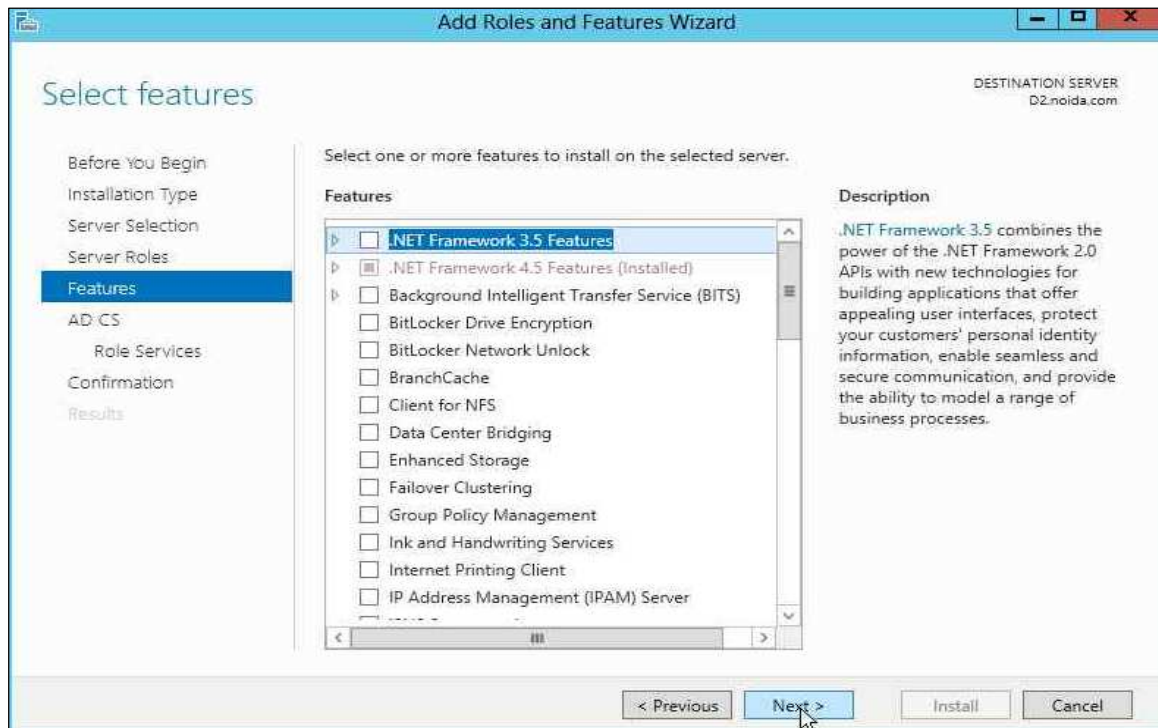 Add Roles and Features Wizard
Select features
DESTINATION SERVER
D2.noida.com
Before You Begin
Installation Type
Server Selection
Server Roles
Features
AD CS
Role Services
Confirmation
Results
Select one or more features to install on the selected server.
Features
.NET Framework 3.5 Features
.NET Framework 4.5 Features (Installed)
Background Intelligent Transfer Service (BITS)
BitLocker Drive Encryption
BitLocker Network Unlock
BranchCache
Client for NFS
Data Center Bridging
Enhanced Storage
Failover Clustering
Group Policy Management
Ink and Handwriting Services
Internet Printing Client
IP Address Management (IPAM) Server
Description
.NET Framework 3.5 combines the
power of the .NET Framework 2.0
APIs with new technologies for
building applications that offer
appealing user interfaces, protect
your customers' personal identity
information, enable seamless and
secure communication, and provide
the ability to model a range of
business processes.
< Previous
Next >
Install
Cancel